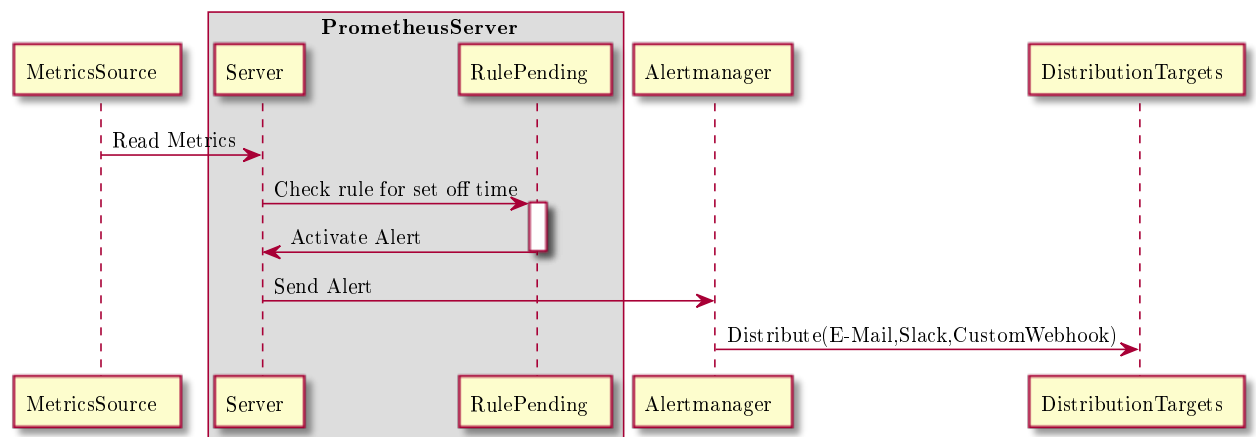 PrometheusServer
MetricsSource Server RulePending Alertmanager DistributionTargets
Read Metrics
Check rule for set off time
Activate Alert
Send Alert
Distribute(E-Mail,Slack,CustomWebhook)
MetricsSource Server RulePending Alertmanager DistributionTargets